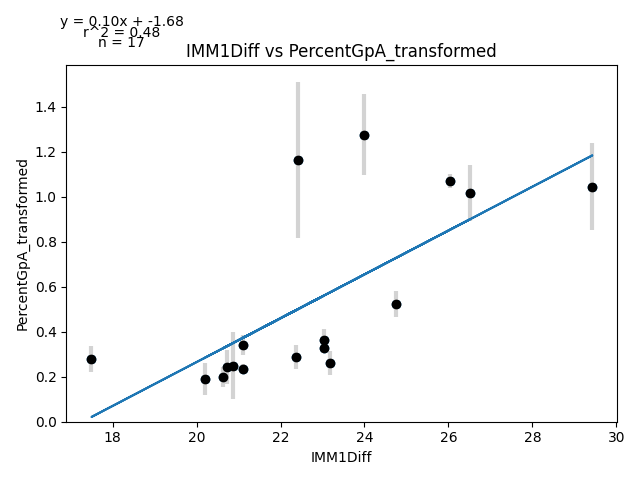 y = 0.10x + -1.68
r^2 = 0.48
n = 17
IMM1Diff vs PercentGpA_transformed
PercentGpA_transformed
1.4
1.2
1.0
0.8
0.6
0.4
0.2
0.0
18 20 22 24 26 28 30
IMM1Diff